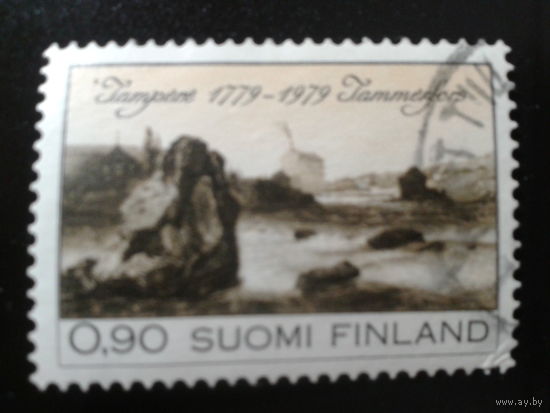 Tampere 1779-1979 Tammerfors
0,90 SUOMI FINLAND
www.ay.by